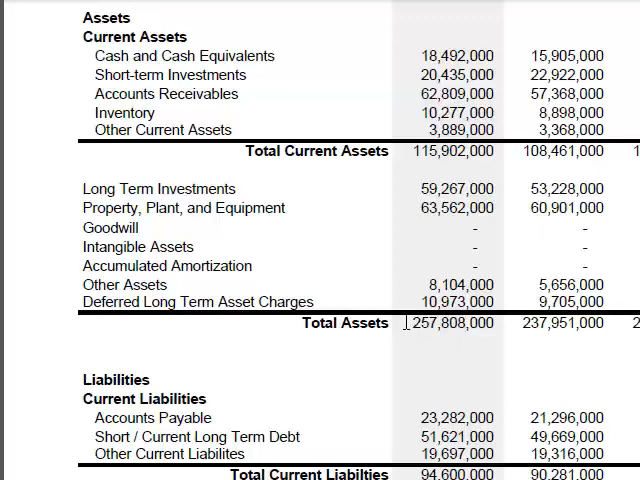 Assets
Current Assets
Cash and Cash Equivalents 18,492,000 15,905,000
Short-term Investments 20,435,000 22,922,000
Accounts Receivables 62,809,000 57,368,000
Inventory 10,277,000 8,898,000
Other Current Assets 3,889,000 3,368,000
Total Current Assets 115,902,000 108,461,000 1
Long Term Investments 59,267,000 53,228,000
Property, Plant, and Equipment 63,562,000 60,901,000
Goodwill - -
Intangible Assets - -
Accumulated Amortization - -
Other Assets 8,104,000 5,656,000
Deferred Long Term Asset Charges 10,973,000 9,705,000
Total Assets 257,808,000 237,951,000 2
Liabilities
Current Liabilities
Accounts Payable 23,282,000 21,296,000
Short / Current Long Term Debt 51,621,000 49,669,000
Other Current Liabilites 19,697,000 19,316,000
Total Current Liabilties 94,600,000 90,281,000